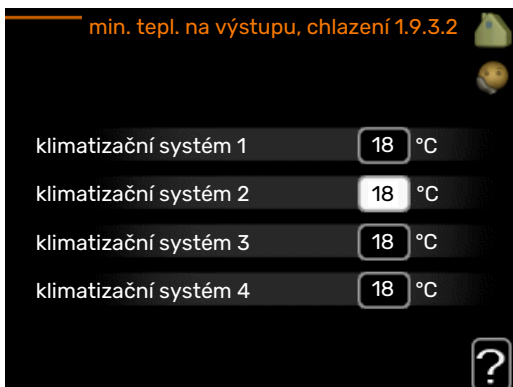 min. tepl. na výstupu, chlazení 1.9.3.2
klimatizační systém 1 18 °C
klimatizační systém 2 18 °C
klimatizační systém 3 18 °C
klimatizační systém 4 18 °C
?